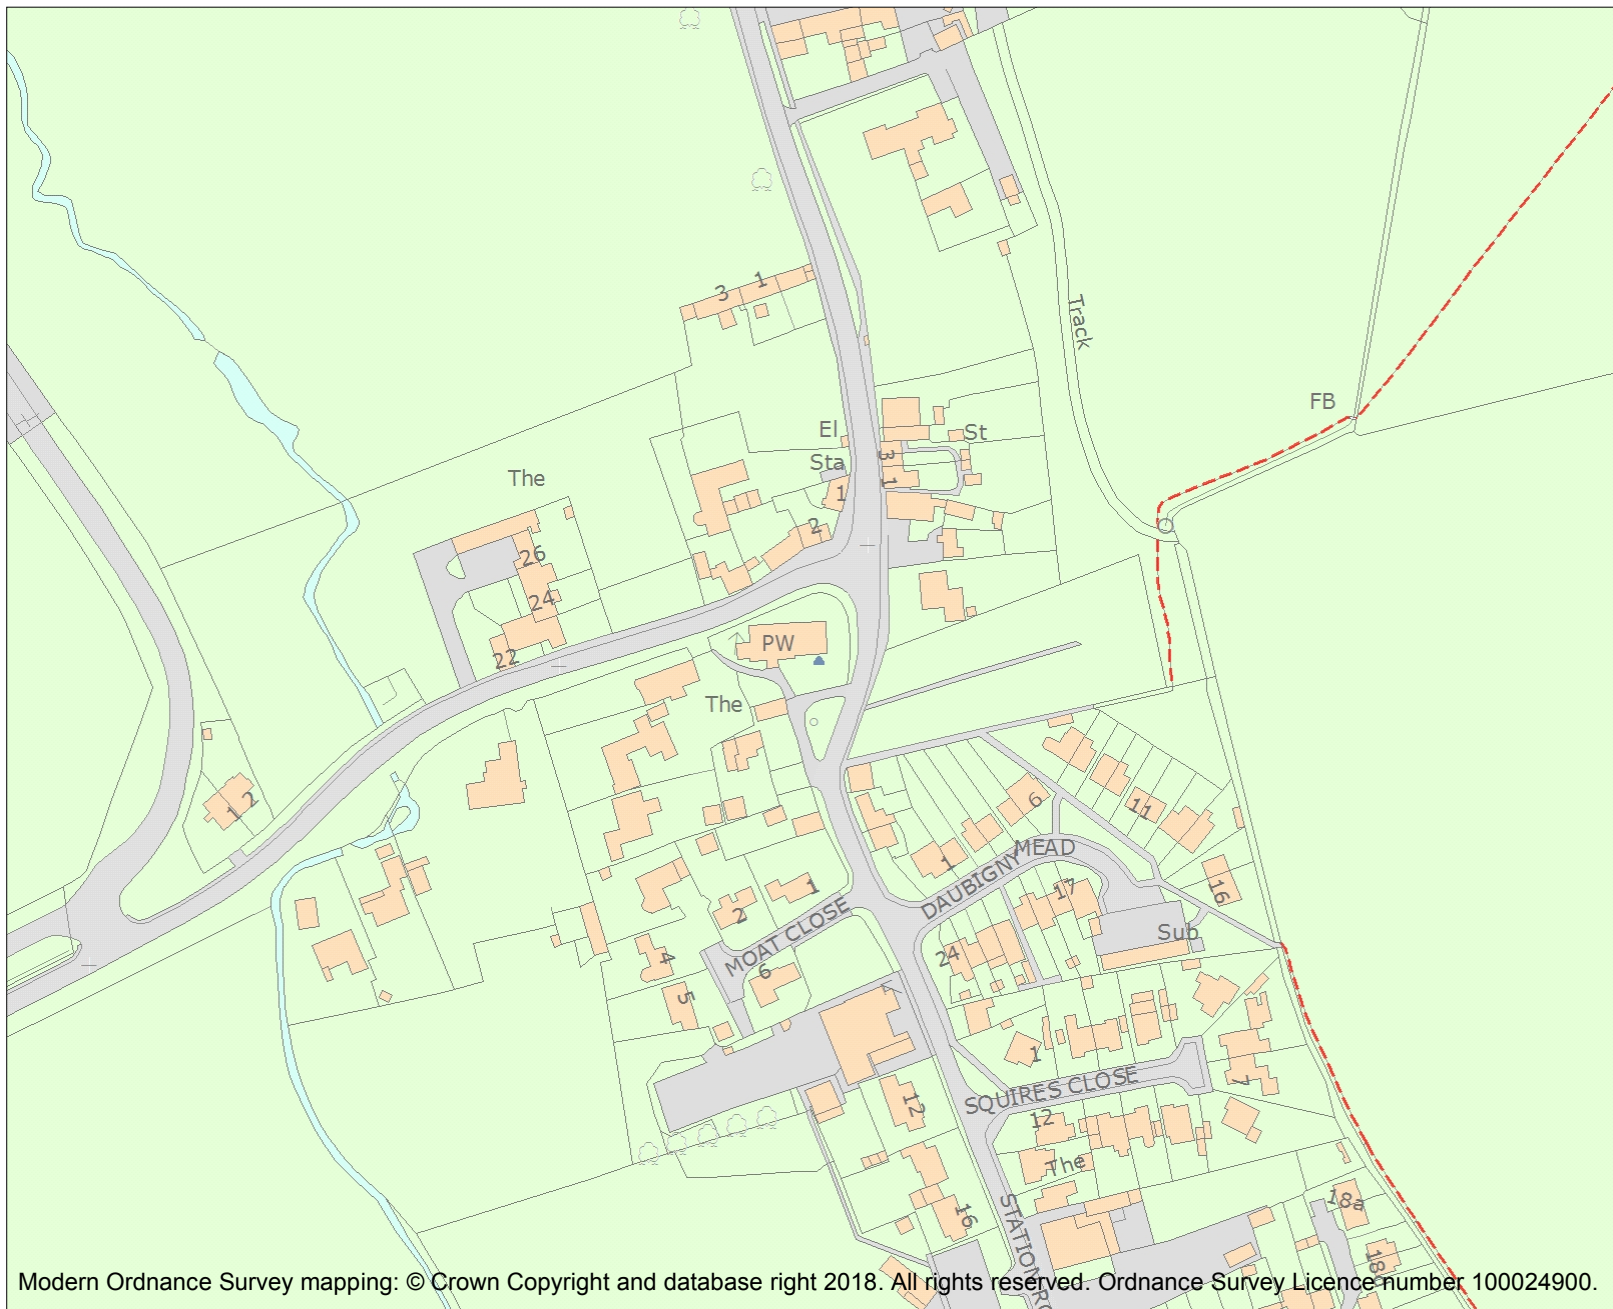 3
1
Track
FB
El
St
Sta
3
1
The
1
2
26
24
22
PW
The
6
11
1 2
1
MEAD
DAUBIGNY
17
16
1
2
MOAT CLOSE
Sub
24
4
6
5
1
SQUIRES CLOSE
7
12
12
The
16
18a
STATION RO
Modern Ordnance Survey mapping: © Crown Copyright and database right 2018. All rights reserved. Ordnance Survey Licence number 100024900.